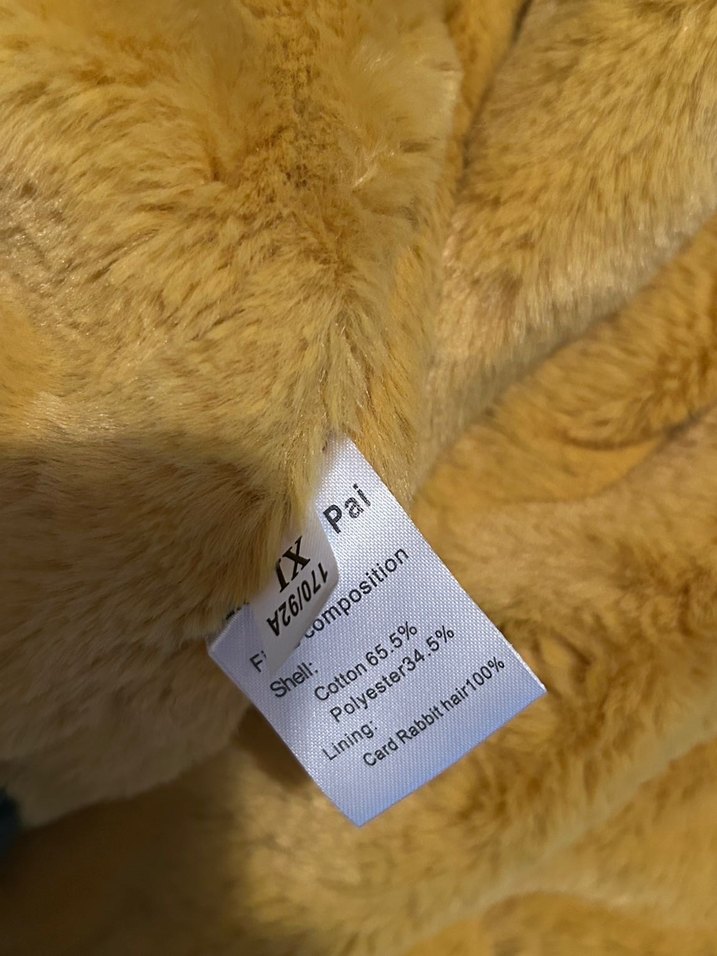 Pai
XL
170/92A
composition
Shell:
Cotton 65.5%
Polyester34.5%
Lining:
Card Rabbit hair100%